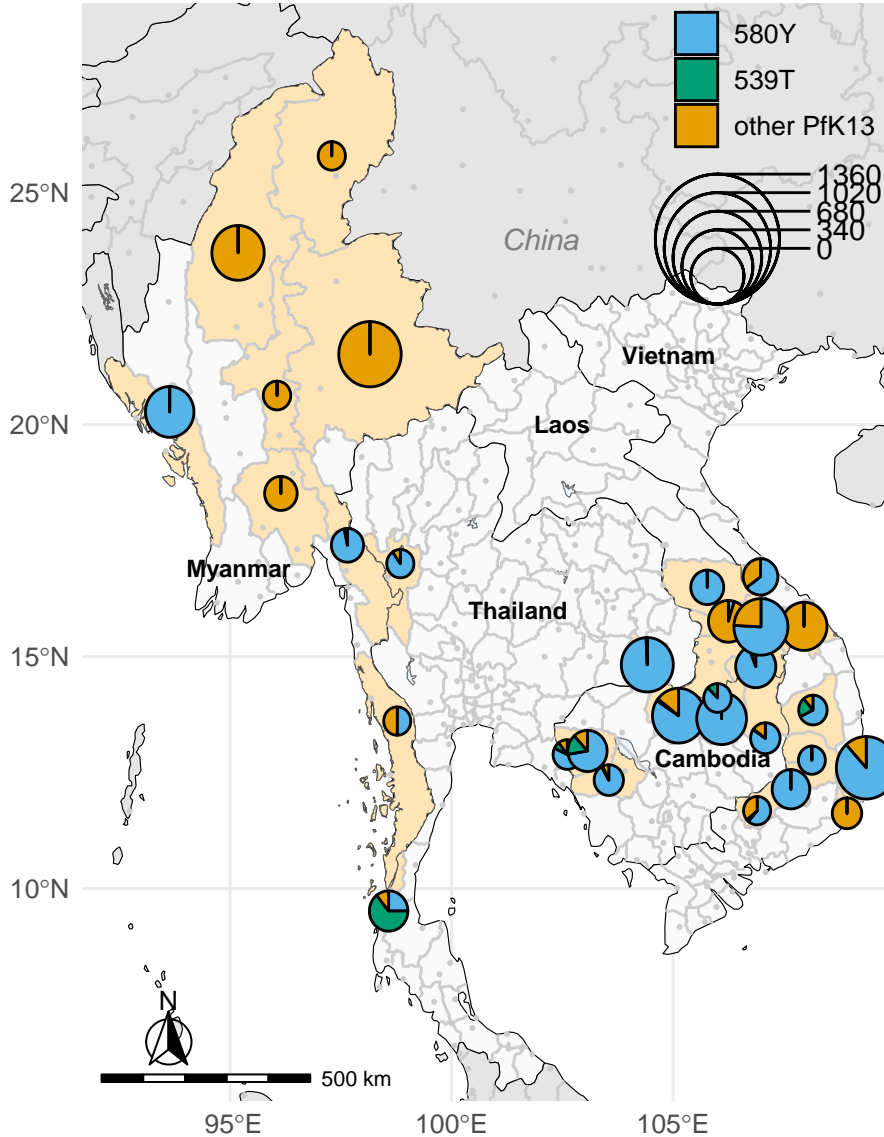 580Y
539T
other PfK13
1360
1020
680
340
0
25°N
China
Vietnam
20°N
Laos
Myanmar
Thailand
15°N
Cambodia
10°N
N
500 km
95°E
100°E
105°E